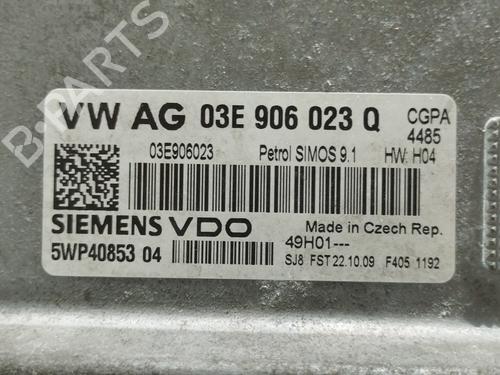 B-PARTS
VW AG 03E 906 023 Q CGPA
4485
03E906023 Petrol SIMOS 9.1 HW: H04
SIEMENS VDO Made in Czech Rep.
5WP40853 04 49H01---
SJ8 FST 22.10.09 F405 1192